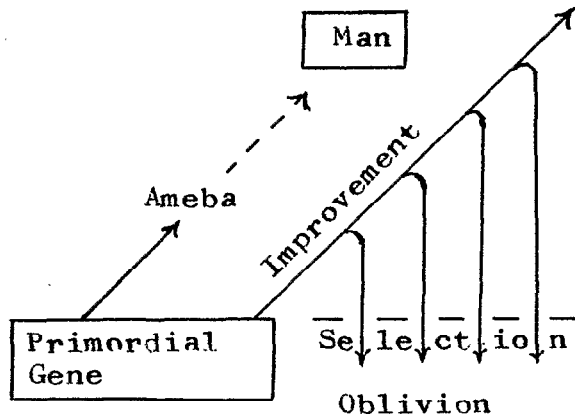 Man
Ameba
Improvement
Primordial
Gene
Selection
Oblivion